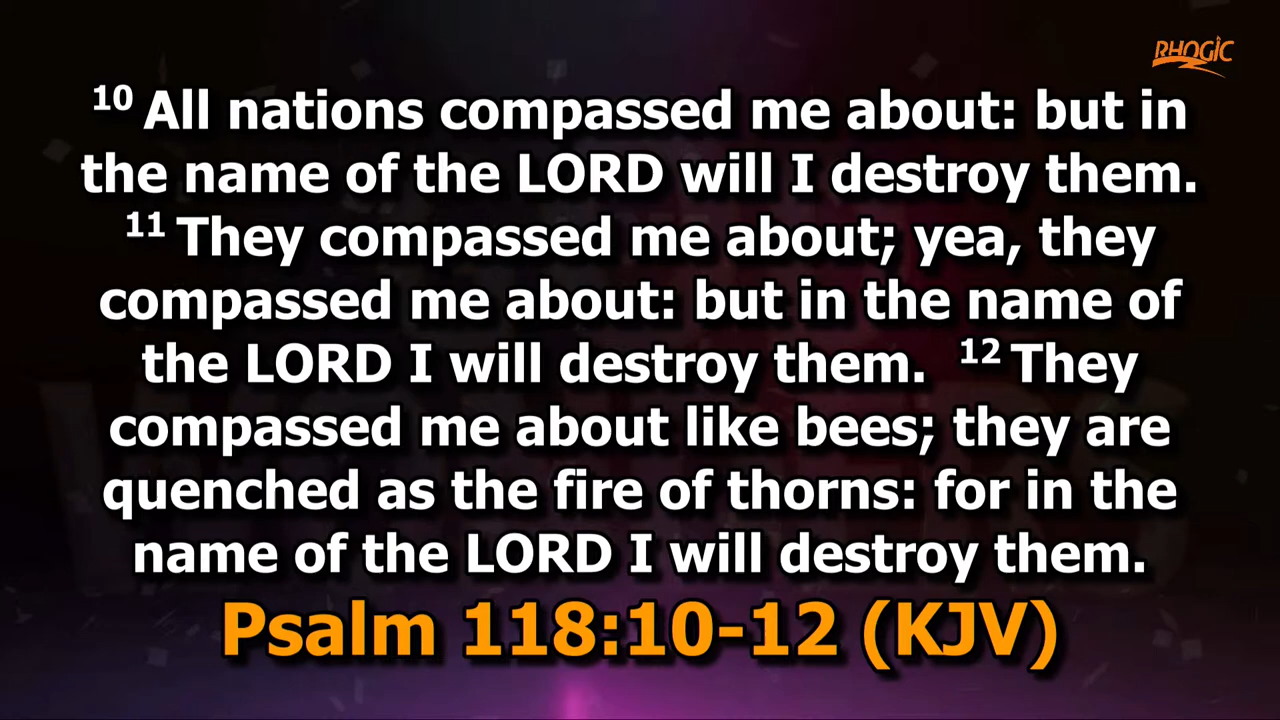 RHOGIC
10 All nations compassed me about: but in
the name of the LORD will I destroy them.
11 They compassed me about; yea, they
compassed me about: but in the name of
the LORD I will destroy them. 12 They
compassed me about like bees; they are
quenched as the fire of thorns: for in the
name of the LORD I will destroy them.
Psalm 118:10-12 (KJV)